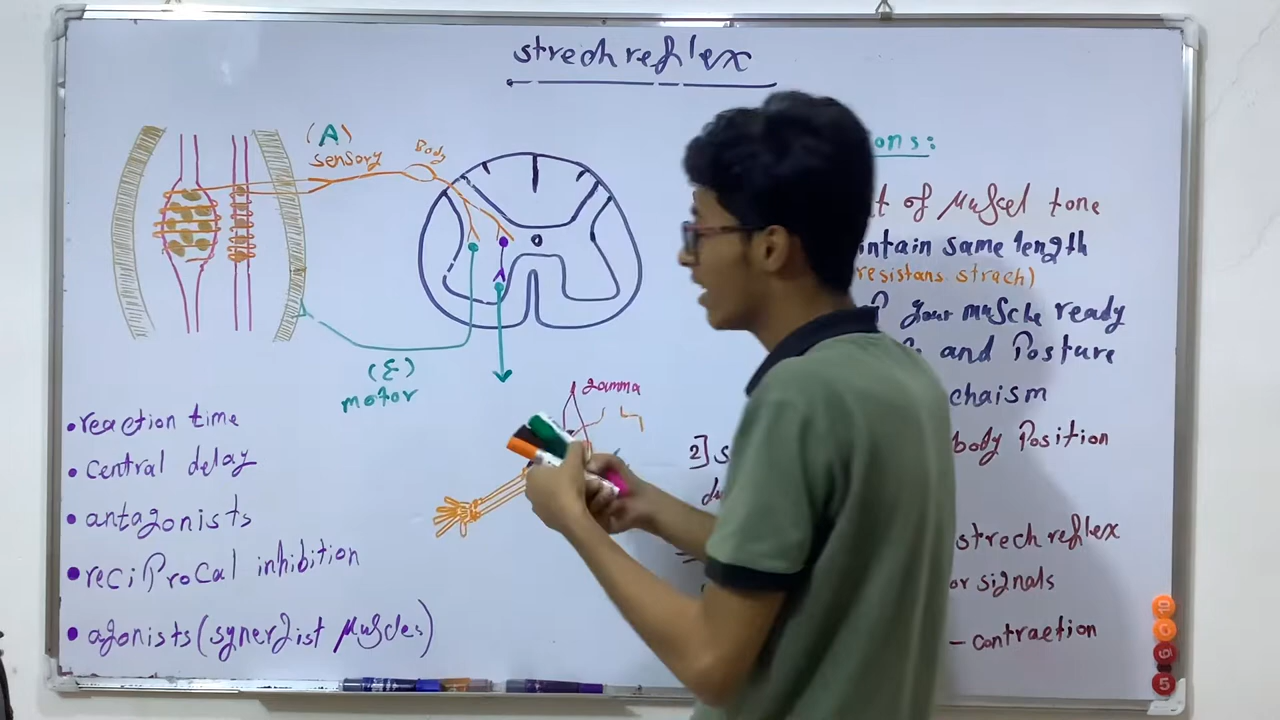 strech reflex
(A)
sensory
Body
(ع)
motor
gamma
• reaction time
• central delay
• antagonists
• reciprocal inhibition
• agonists (synergist muscles)
ons:
t of muscel tone
intain same length
(resistans strach)
your muscle ready
and Posture
chaism
2] s
body Position
strech reflex
or signals
- contraction